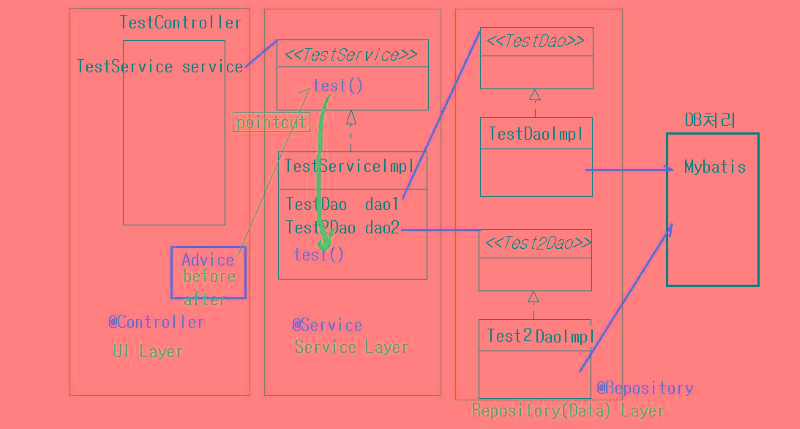 TestController
TestService service
Advice
before
after
@Controller
UI Layer
<<TestService>>
test()
pointcut
TestServiceImpl
TestDao dao1
Test2Dao dao2
test()
@Service
Service Layer
<<TestDao>>
TestDaoImpl
<<Test2Dao>>
Test2DaoImpl
@Repository
Repository(Data) Layer
DB처리
Mybatis